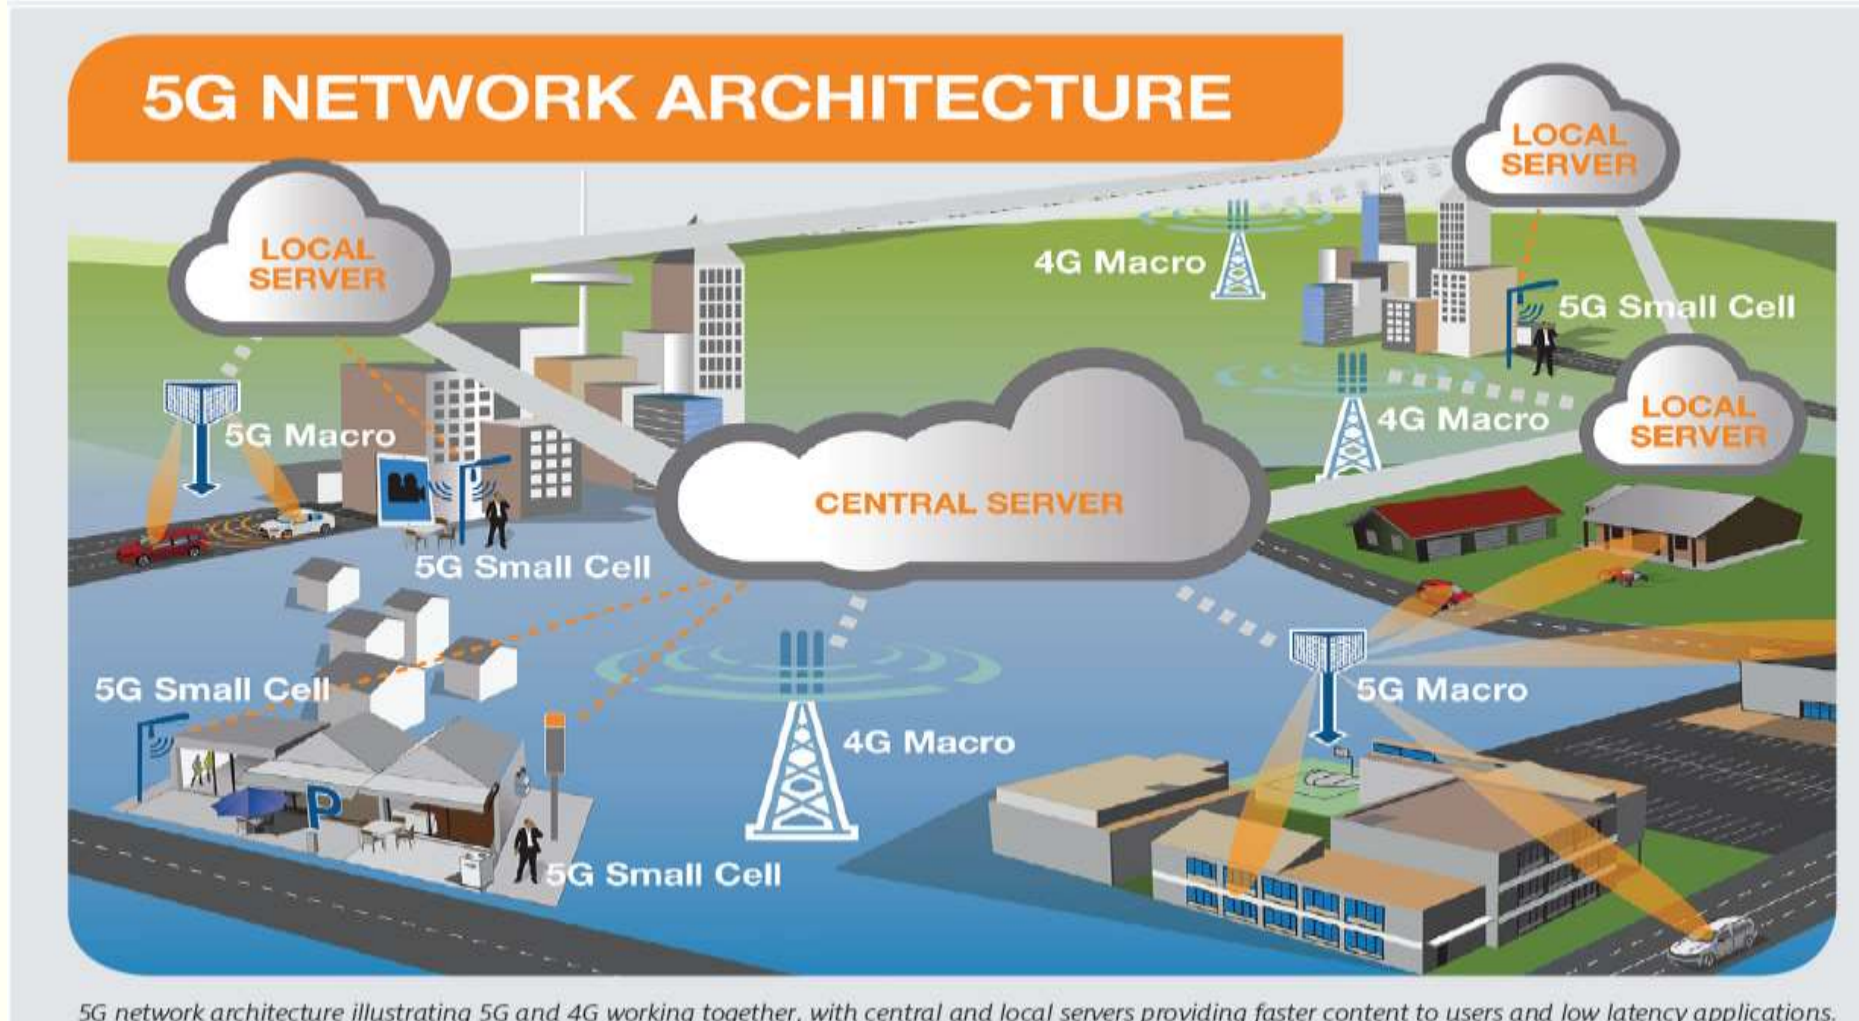 5G NETWORK ARCHITECTURE
LOCAL
SERVER
LOCAL
SERVER
4G Macro
5G Small Cell
5G Macro
4G Macro
LOCAL
SERVER
CENTRAL SERVER
5G Small Cell
5G Small Cell
5G Macro
4G Macro
P
5G Small Cell
5G network architecture illustrating 5G and 4G working together, with central and local servers providing faster content to users and low latency applications.